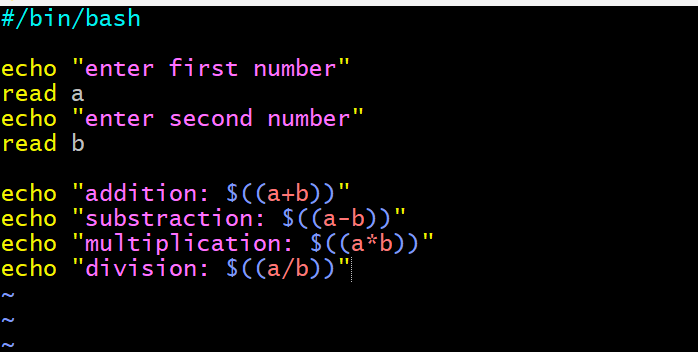 #/bin/bash
echo "enter first number"
read a
echo "enter second number"
read b
echo "addition: $((a+b))"
echo "substraction: $((a-b))"
echo "multiplication: $((a*b))"
echo "division: $((a/b))"
~
~
~